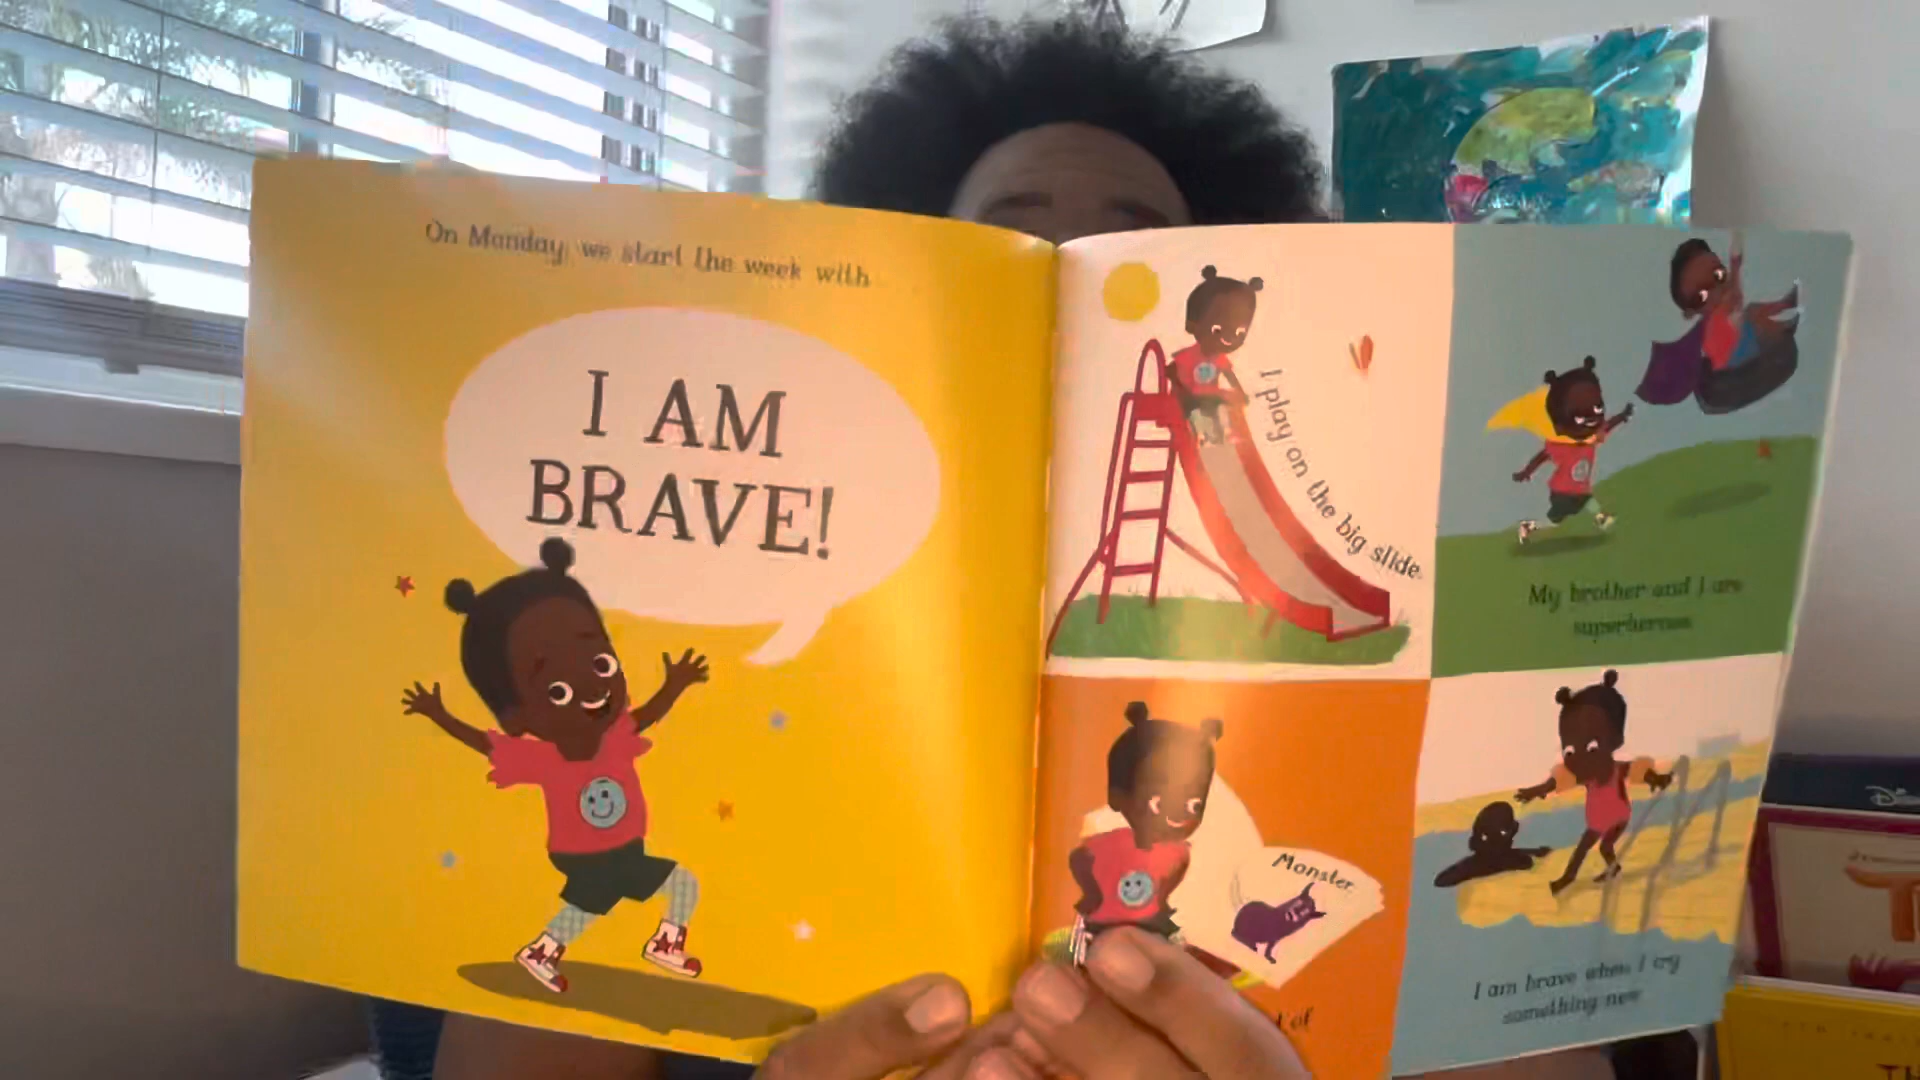 On Monday, we start the week with
I AM
BRAVE!
I play on the big slide.
My brother and I are
superheroes
Monster
of
I am brave when I try
something new